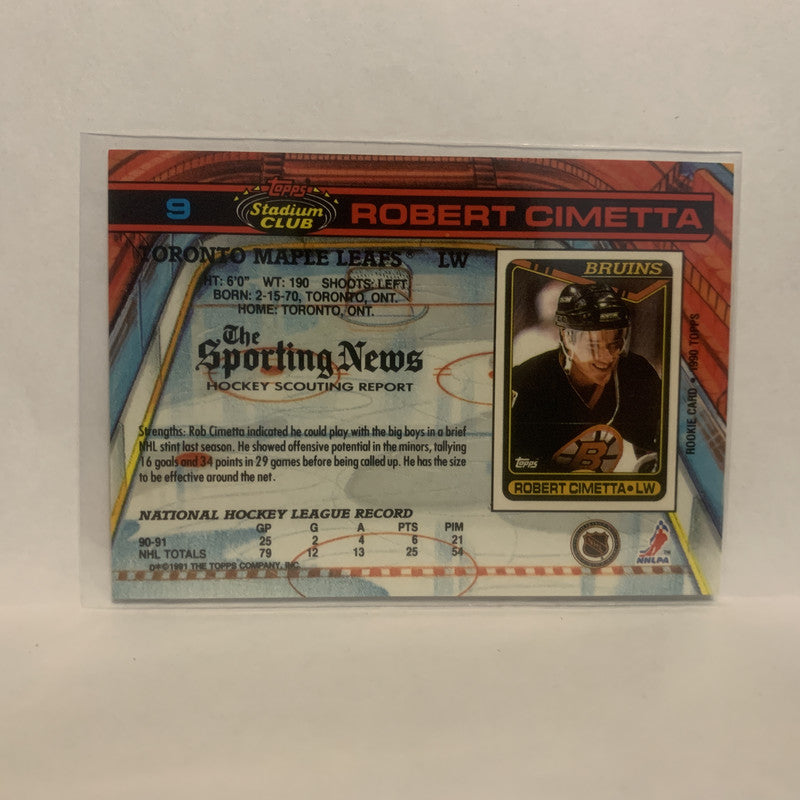 9
Topps
Stadium
CLUB
ROBERT CIMETTA
TORONTO MAPLE LEAFS® LW
HT: 6'0" WT: 190 SHOOTS: LEFT
BORN: 2-15-70, TORONTO, ONT.
HOME: TORONTO, ONT.
The
Sporting News
HOCKEY SCOUTING REPORT
Strengths: Rob Cimetta indicated he could play with the big boys in a brief
NHL stint last season. He showed offensive potential in the minors, tallying
16 goals and 34 points in 29 games before being called up. He has the size
to be effective around the net.
NATIONAL HOCKEY LEAGUE RECORD
GP G A PTS PIM
90-91 25 2 4 6 21
NHL TOTALS 79 12 13 25 54
D*©1991 THE TOPPS COMPANY, INC.
BRUINS
B
Topps
ROBERT CIMETTA • LW
ROOKIE CARD • 1990 TOPPS
NHL
NHLPA™